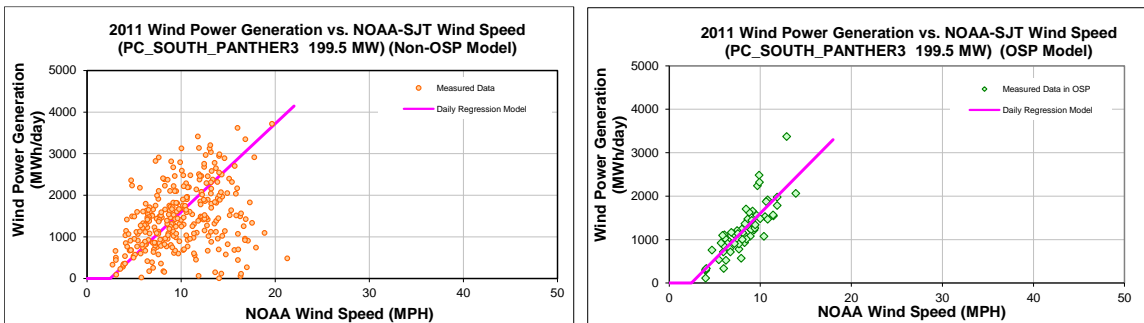 2011 Wind Power Generation vs. NOAA-SJT Wind Speed
(PC_SOUTH_PANTHER3 199.5 MW) (Non-OSP Model)
Wind Power Generation
(MWh/day)
5000
4000
3000
2000
1000
0
Measured Data
Daily Regression Model
0 10 20 30 40 50
NOAA Wind Speed (MPH)
2011 Wind Power Generation vs. NOAA-SJT Wind Speed
(PC_SOUTH_PANTHER3 199.5 MW) (OSP Model)
Wind Power Generation
(MWh/day)
5000
4000
3000
2000
1000
0
Measured Data in OSP
Daily Regression Model
0 10 20 30 40 50
NOAA Wind Speed (MPH)